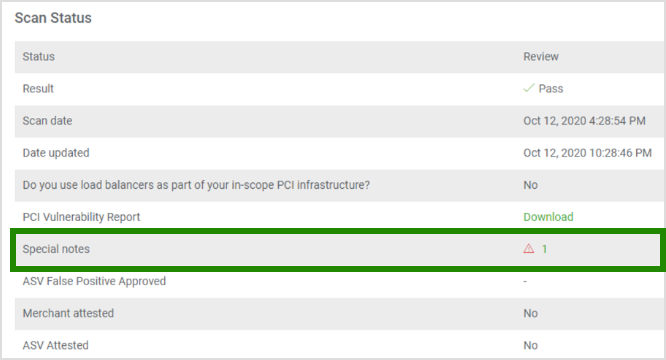 Scan Status
Status Review
Result Pass
Scan date Oct 12, 2020 4:28:54 PM
Date updated Oct 12, 2020 10:28:46 PM
Do you use load balancers as part of your in-scope PCI infrastructure? No
PCI Vulnerability Report Download
Special notes 1
ASV False Positive Approved -
Merchant attested No
ASV Attested No